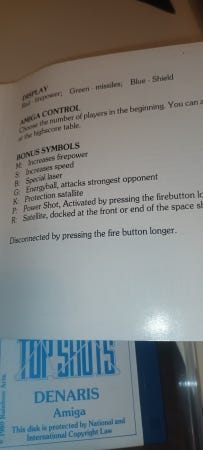 DISPLAY
Red - firepower; Green - missiles; Blue - Shield
AMIGA CONTROL
Choose the number of players in the beginning. You can a
at the highscore table.
BONUS SYMBOLS
M: Increases firepower
S: Increases speed
B: Special laser
G: Energyball, attacks strongest opponent
K: Protection satallite
P: Power Shot, Activated by pressing the firebutton lo
R: Satellite, docked at the front or end of the space sh
Disconnected by pressing the fire button longer.
TOP SHOTS
DENARIS
Amiga
This disk is protected by National and
International Copyright Law
© 1989 Rainbow Arts